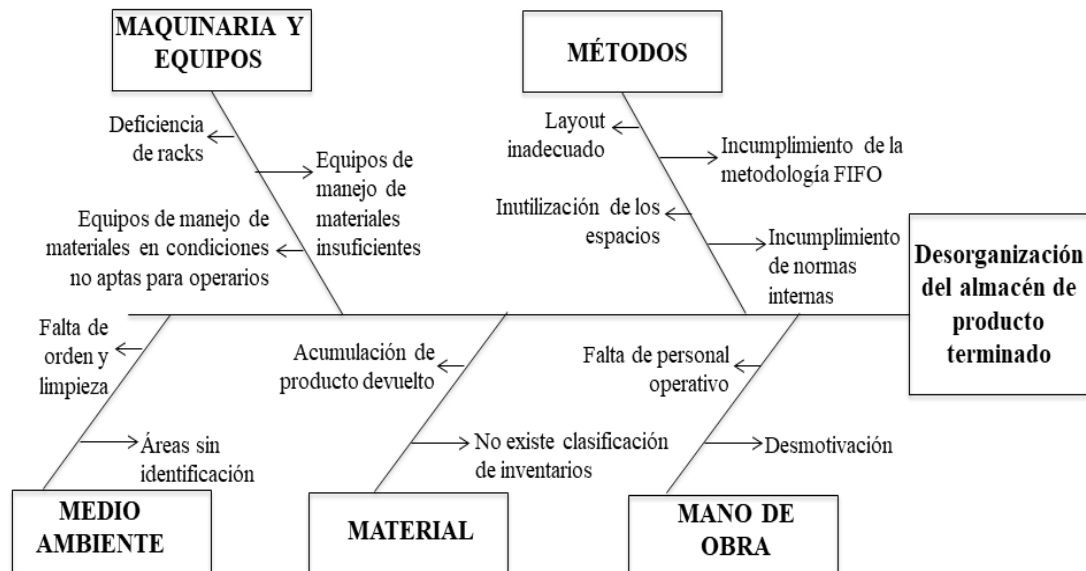 MAQUINARIA Y
EQUIPOS
MÉTODOS
Deficiencia
de racks
Equipos de
manejo de
materiales
insuficientes
Equipos de manejo de
materiales en condiciones
no aptas para operarios
Layout
inadecuado
Incumplimiento de la
metodología FIFO
Inutilización de los
espacios
Incumplimiento
de normas
internas
Desorganización
del almacén de
producto
terminado
Falta de
orden y
limpieza
Áreas sin
identificación
Acumulación de
producto devuelto
No existe clasificación
de inventarios
Falta de personal
operativo
Desmotivación
MEDIO
AMBIENTE
MATERIAL
MANO DE
OBRA